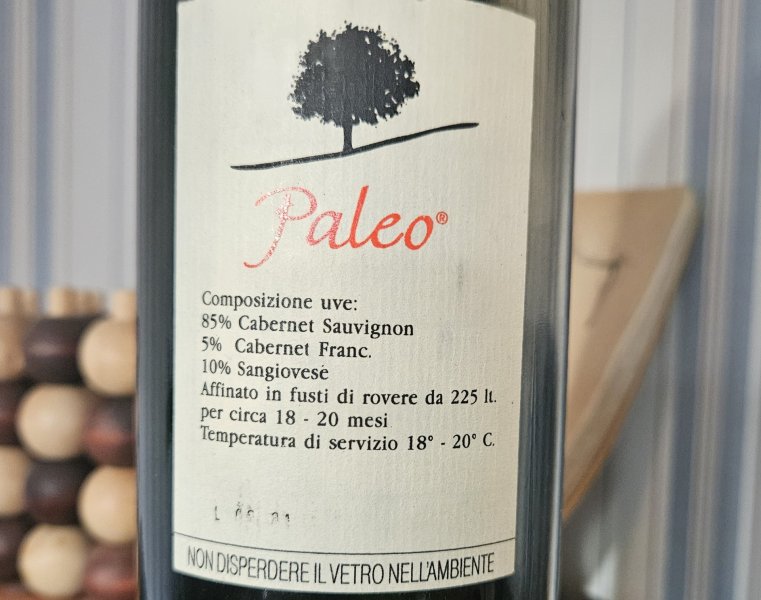 Paleo®
Composizione uve:
85% Cabernet Sauvignon
5% Cabernet Franc.
10% Sangiovese
Affinato in fusti di rovere da 225 lt.
per circa 18 - 20 mesi
Temperatura di servizio 18° - 20° C.
NON DISPERDERE IL VETRO NELL'AMBIENTE